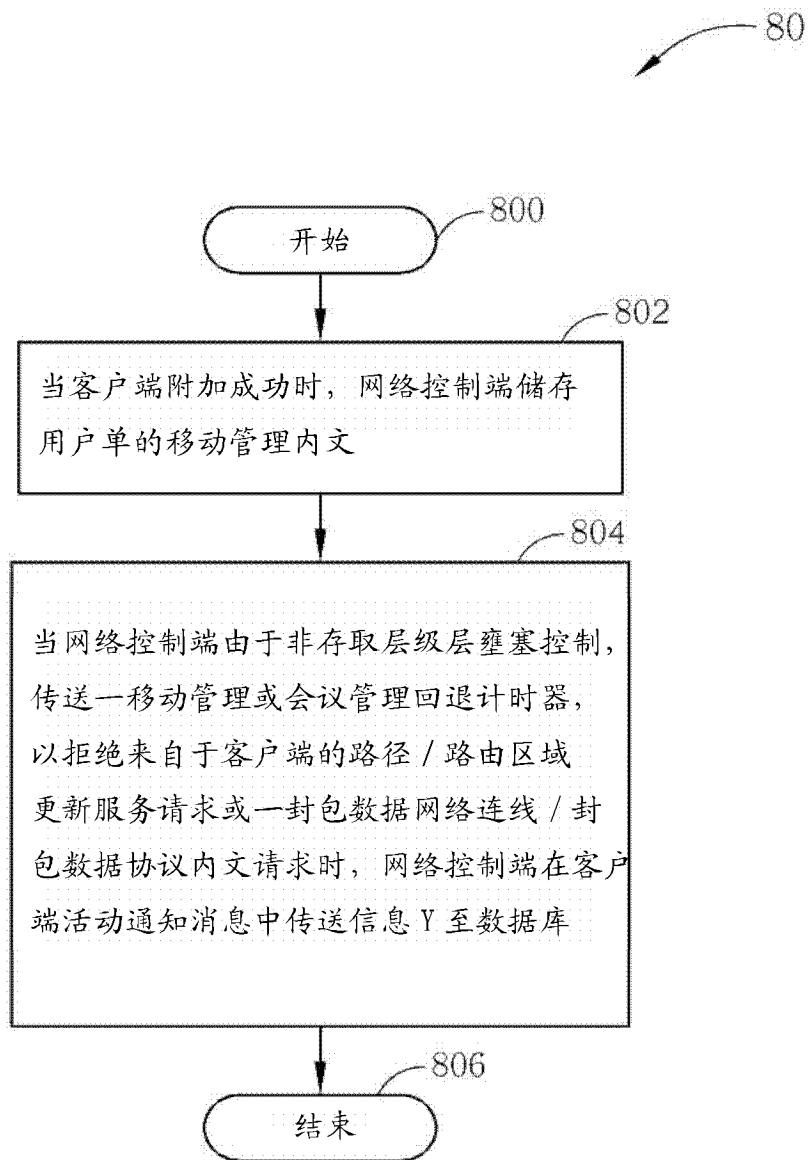 80
800
开始
802
当客户端附加成功时，网络控制端储存
用户单的移动管理内文
804
当网络控制端由于非存取层级层壅塞控制，
传送一移动管理或会议管理回退计时器，
以拒绝来自于客户端的路径/路由区域
更新服务请求或一封包数据网络连线/封
包数据协议内文请求时，网络控制端在客户
端活动通知消息中传送信息Y至数据库
806
结束